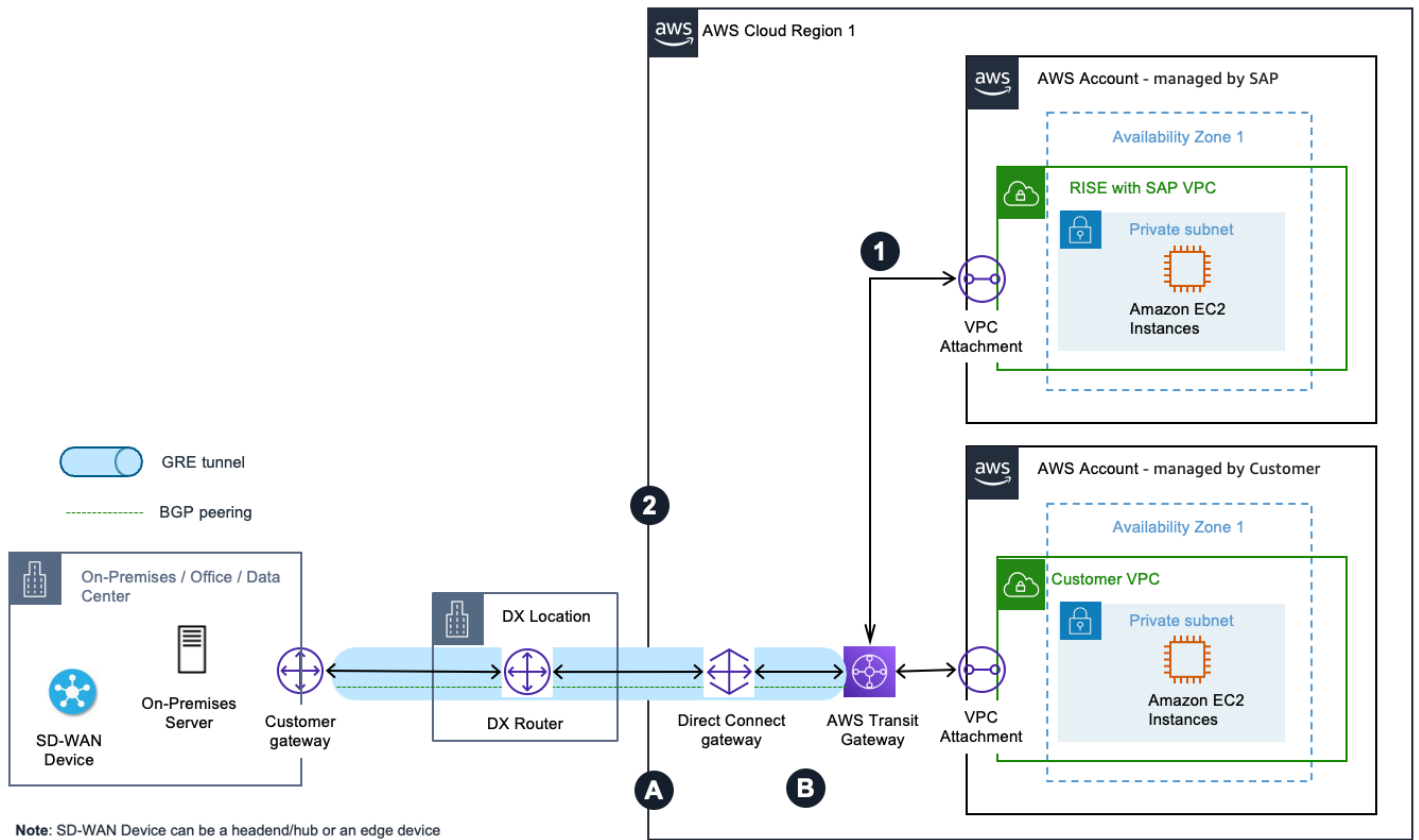 aws
AWS Cloud Region 1
aws
AWS Account - managed by SAP
Availability Zone 1
RISE with SAP VPC
Private subnet
Amazon EC2
Instances
1
VPC
Attachment
GRE tunnel
BGP peering
2
aws
AWS Account - managed by Customer
Availability Zone 1
Customer VPC
Private subnet
Amazon EC2
Instances
VPC
Attachment
On-Premises / Office / Data
Center
On-Premises
Server
SD-WAN
Device
Customer
gateway
DX Location
DX Router
Direct Connect
gateway
AWS Transit
Gateway
A
B
Note: SD-WAN Device can be a headend/hub or an edge device